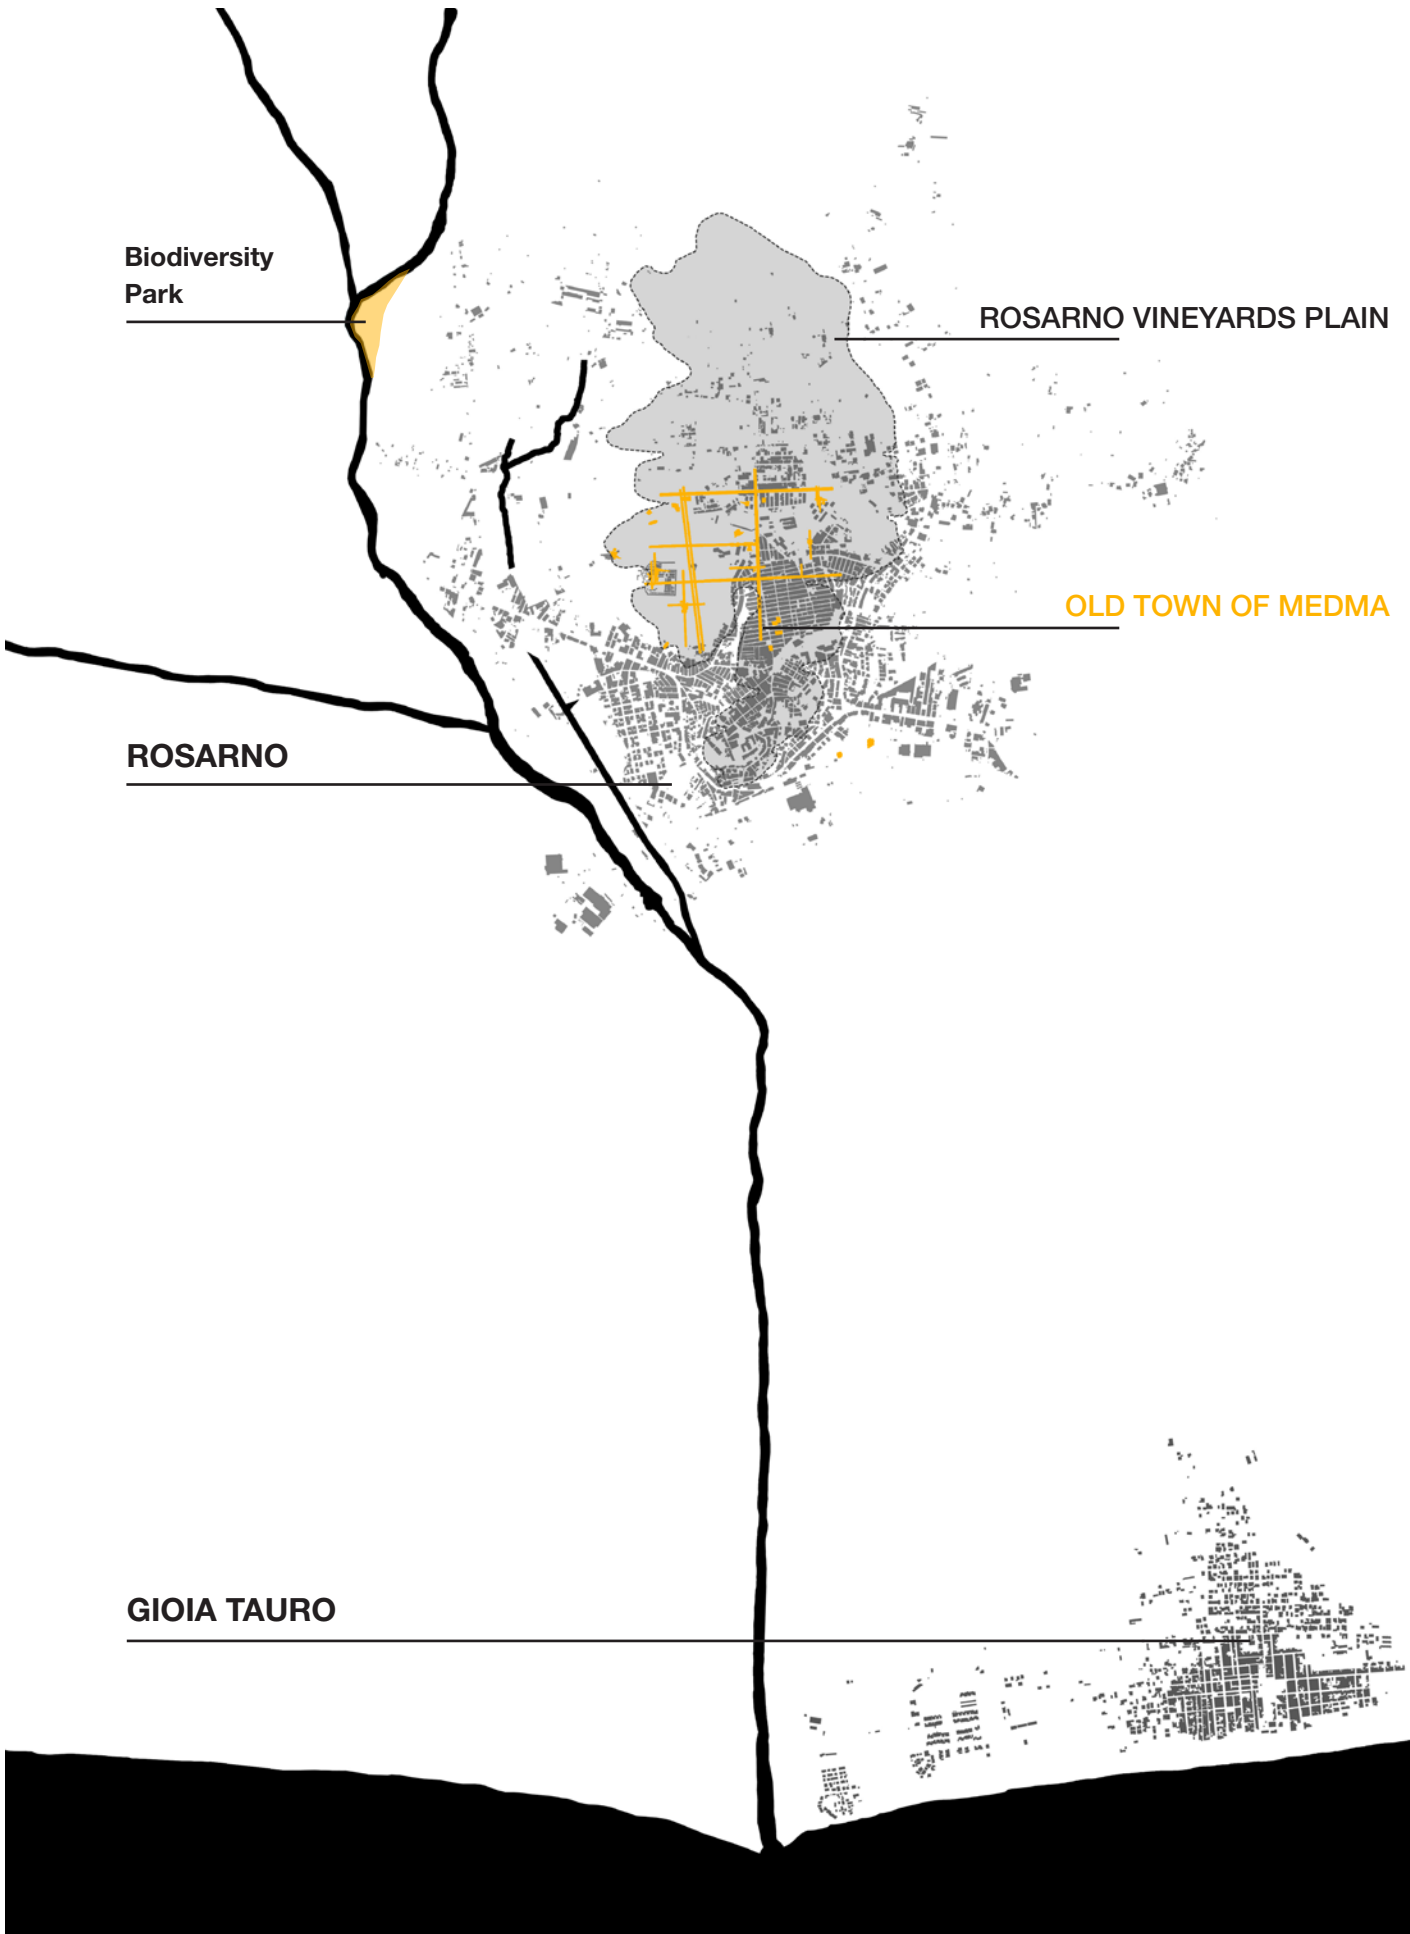 Biodiversity
Park
ROSARNO VINEYARDS PLAIN
OLD TOWN OF MEDMA
ROSARNO
GIOIA TAURO